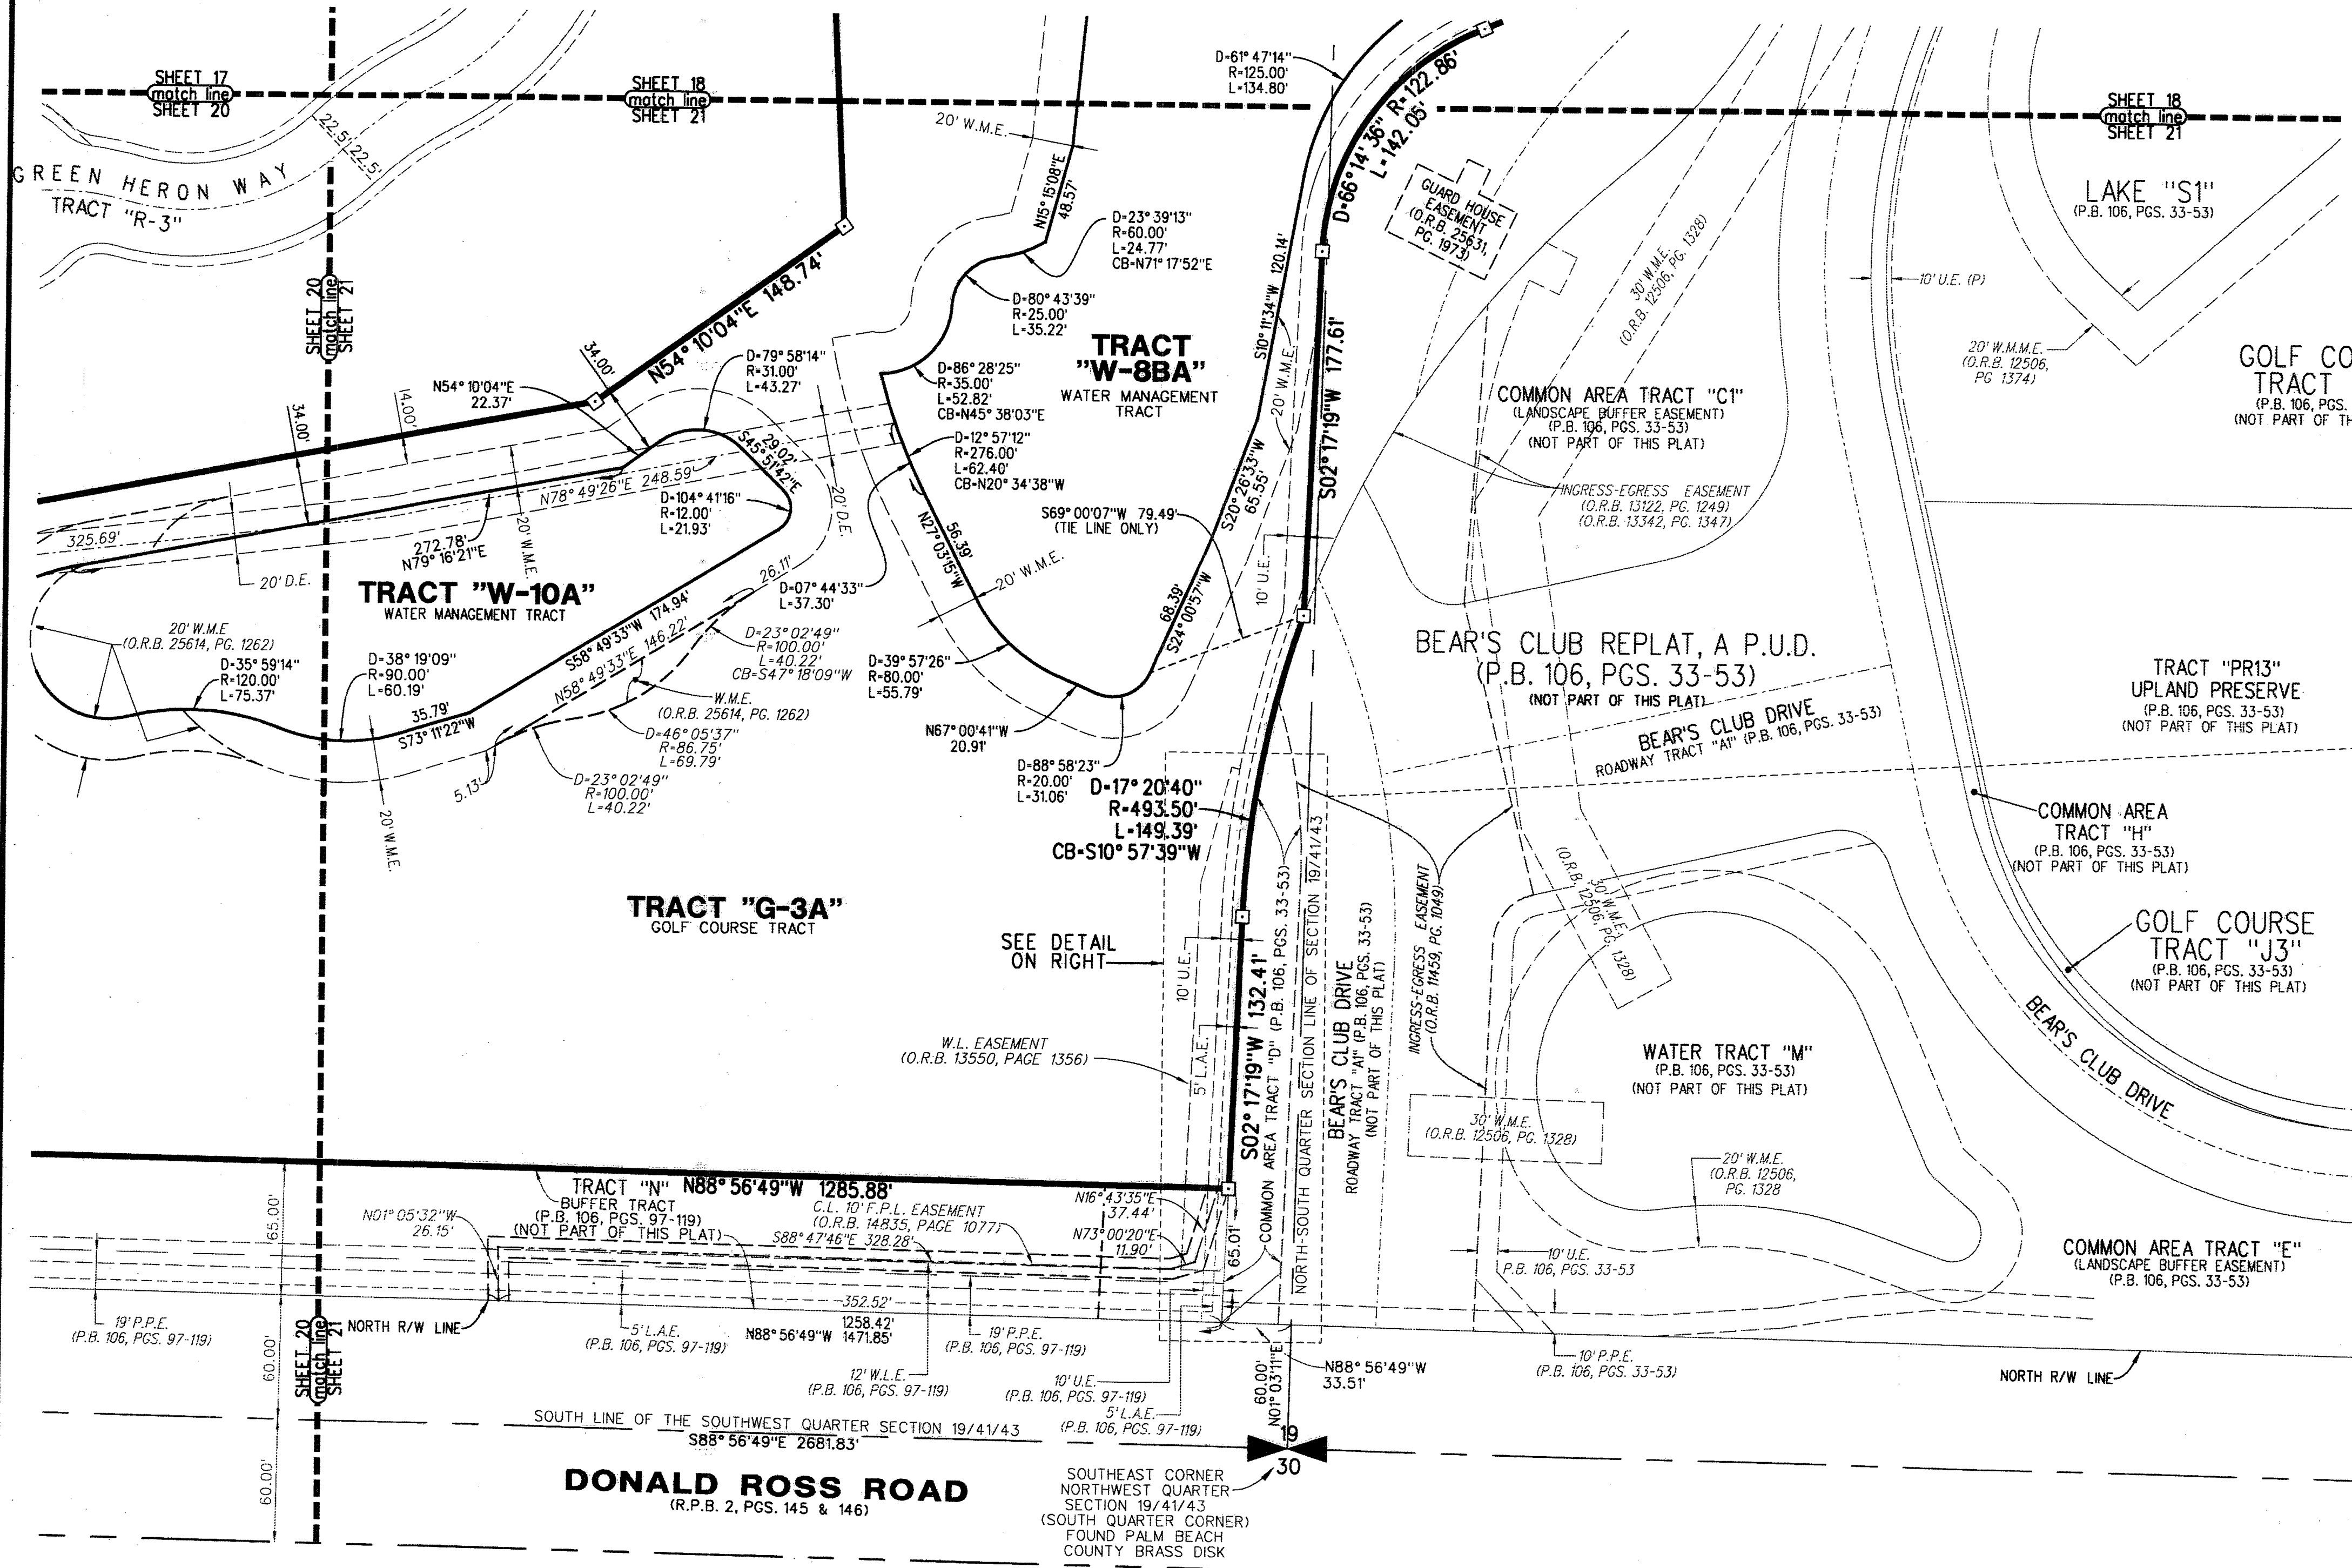 SHEET 17
match line
SHEET 20
SHEET 18
match line
SHEET 21
SHEET 18
match line
SHEET 21
GREEN HERON WAY
TRACT "R-3"
22.5'
22.5'
SHEET 20
match line
SHEET 21
N54°10'04"E 148.74'
34.00'
N54°10'04"E
22.37'
34.00'
14.00'
D=79°58'14"
R=31.00'
L=43.27'
29.02'
S45°51'42"E
20' D.E.
N78°49'26"E 248.59'
D=104°41'16"
R=12.00'
L=21.93'
325.69'
272.78'
N79°16'21"E
20' W.M.E.
20' D.E.
TRACT "W-10A"
WATER MANAGEMENT TRACT
20' W.M.E
(O.R.B. 25614, PG. 1262)
D=35°59'14"
R=120.00'
L=75.37'
D=38°19'09"
R=90.00'
L=60.19'
35.79'
S73°11'22"W
S58°49'33"W 174.94'
N58°49'33"E 146.22'
26.11'
D=23°02'49"
R=100.00'
L=40.22'
CB=S47°18'09"W
W.M.E.
(O.R.B. 25614, PG. 1262)
D=46°05'37"
R=86.75'
L=69.79'
D=23°02'49"
R=100.00'
L=40.22'
5.13'
20' W.M.E.
20' W.M.E.
N15°15'08"E
48.57'
D=23°39'13"
R=60.00'
L=24.77'
CB=N71°17'52"E
D=80°43'39"
R=25.00'
L=35.22'
D=86°28'25"
R=35.00'
L=52.82'
CB=N45°38'03"E
D=12°57'12"
R=276.00'
L=62.40'
CB=N20°34'38"W
D=07°44'33"
L=37.30'
56.39'
N27°03'15"W
20' W.M.E.
D=39°57'26"
R=80.00'
L=55.79'
N67°00'41"W
20.91'
D=88°58'23"
R=20.00'
L=31.06'
TRACT
"W-8BA"
WATER MANAGEMENT
TRACT
S69°00'07"W 79.49'
(TIE LINE ONLY)
68.39'
S24°00'57"W
S20°26'33"W
65.55'
S10°11'34"W 120.14'
20' W.M.E.
10' U.E.
D=61°47'14"
R=125.00'
L=134.80'
D=66°14'36" R=122.86'
L=142.05'
S02°17'19"W 177.61'
GUARD HOUSE
EASEMENT
(O.R.B. 25631,
PG. 1973)
30' W.M.E.
(O.R.B. 12506, PG. 1328)
COMMON AREA TRACT "C1"
(LANDSCAPE BUFFER EASEMENT)
(P.B. 106, PGS. 33-53)
(NOT PART OF THIS PLAT)
INGRESS-EGRESS EASEMENT
(O.R.B. 13122, PG. 1249)
(O.R.B. 13342, PG. 1347)
LAKE "S1"
(P.B. 106, PGS. 33-53)
10' U.E. (P)
20' W.M.M.E.
(O.R.B. 12506,
PG 1374)
GOLF CO
TRACT
(P.B. 106, PGS.
(NOT PART OF TH
BEAR'S CLUB REPLAT, A P.U.D.
(P.B. 106, PGS. 33-53)
(NOT PART OF THIS PLAT)
BEAR'S CLUB DRIVE
ROADWAY TRACT "A1" (P.B. 106, PGS. 33-53)
TRACT "PR13"
UPLAND PRESERVE
(P.B. 106, PGS. 33-53)
(NOT PART OF THIS PLAT)
COMMON AREA
TRACT "H"
(P.B. 106, PGS. 33-53)
(NOT PART OF THIS PLAT)
GOLF COURSE
TRACT "J3"
(P.B. 106, PGS. 33-53)
(NOT PART OF THIS PLAT)
BEAR'S CLUB DRIVE
D=17°20'40"
R=493.50'
L=149.39'
CB=S10°57'39"W
TRACT "G-3A"
GOLF COURSE TRACT
SEE DETAIL
ON RIGHT
W.L. EASEMENT
(O.R.B. 13550, PAGE 1356)
10' U.E.
5' L.A.E.
S02°17'19"W 132.41'
COMMON AREA TRACT "D" (P.B. 106, PGS. 33-53)
NORTH-SOUTH QUARTER SECTION LINE OF SECTION 19/41/43
BEAR'S CLUB DRIVE
ROADWAY TRACT "A1" (P.B. 106, PGS. 33-53)
(NOT PART OF THIS PLAT)
INGRESS-EGRESS EASEMENT
(O.R.B. 11459, PG. 1049)
30' W.M.E.
(O.R.B. 12506, PG. 1328)
WATER TRACT "M"
(P.B. 106, PGS. 33-53)
(NOT PART OF THIS PLAT)
30' W.M.E.
(O.R.B. 12506, PG. 1328)
20' W.M.E.
(O.R.B. 12506,
PG. 1328
COMMON AREA TRACT "E"
(LANDSCAPE BUFFER EASEMENT)
(P.B. 106, PGS. 33-53)
10' U.E.
P.B. 106, PGS. 33-53
10' P.P.E.
(P.B. 106, PGS. 33-53)
NORTH R/W LINE
TRACT "N" N88°56'49"W 1285.88'
BUFFER TRACT
(P.B. 106, PGS. 97-119)
(NOT PART OF THIS PLAT)
C.L. 10' F.P.L. EASEMENT
(O.R.B. 14835, PAGE 1077)
S88°47'46"E 328.28'
N01°05'32"W
26.15'
N16°43'35"E
37.44'
N73°00'20"E
11.90'
65.01'
65.00'
60.00'
60.00'
19' P.P.E.
(P.B. 106, PGS. 97-119)
SHEET 20
match line
SHEET 21
NORTH R/W LINE
5' L.A.E.
(P.B. 106, PGS. 97-119)
352.52'
1258.42'
N88°56'49"W 1471.85'
19' P.P.E.
(P.B. 106, PGS. 97-119)
12' W.L.E.
(P.B. 106, PGS. 97-119)
10' U.E.
(P.B. 106, PGS. 97-119)
5' L.A.E.
(P.B. 106, PGS. 97-119)
N88°56'49"W
33.51'
60.00'
N01°03'11"E
SOUTH LINE OF THE SOUTHWEST QUARTER SECTION 19/41/43
S88°56'49"E 2681.83'
19
30
DONALD ROSS ROAD
(R.P.B. 2, PGS. 145 & 146)
SOUTHEAST CORNER
NORTHWEST QUARTER
SECTION 19/41/43
(SOUTH QUARTER CORNER)
FOUND PALM BEACH
COUNTY BRASS DISK